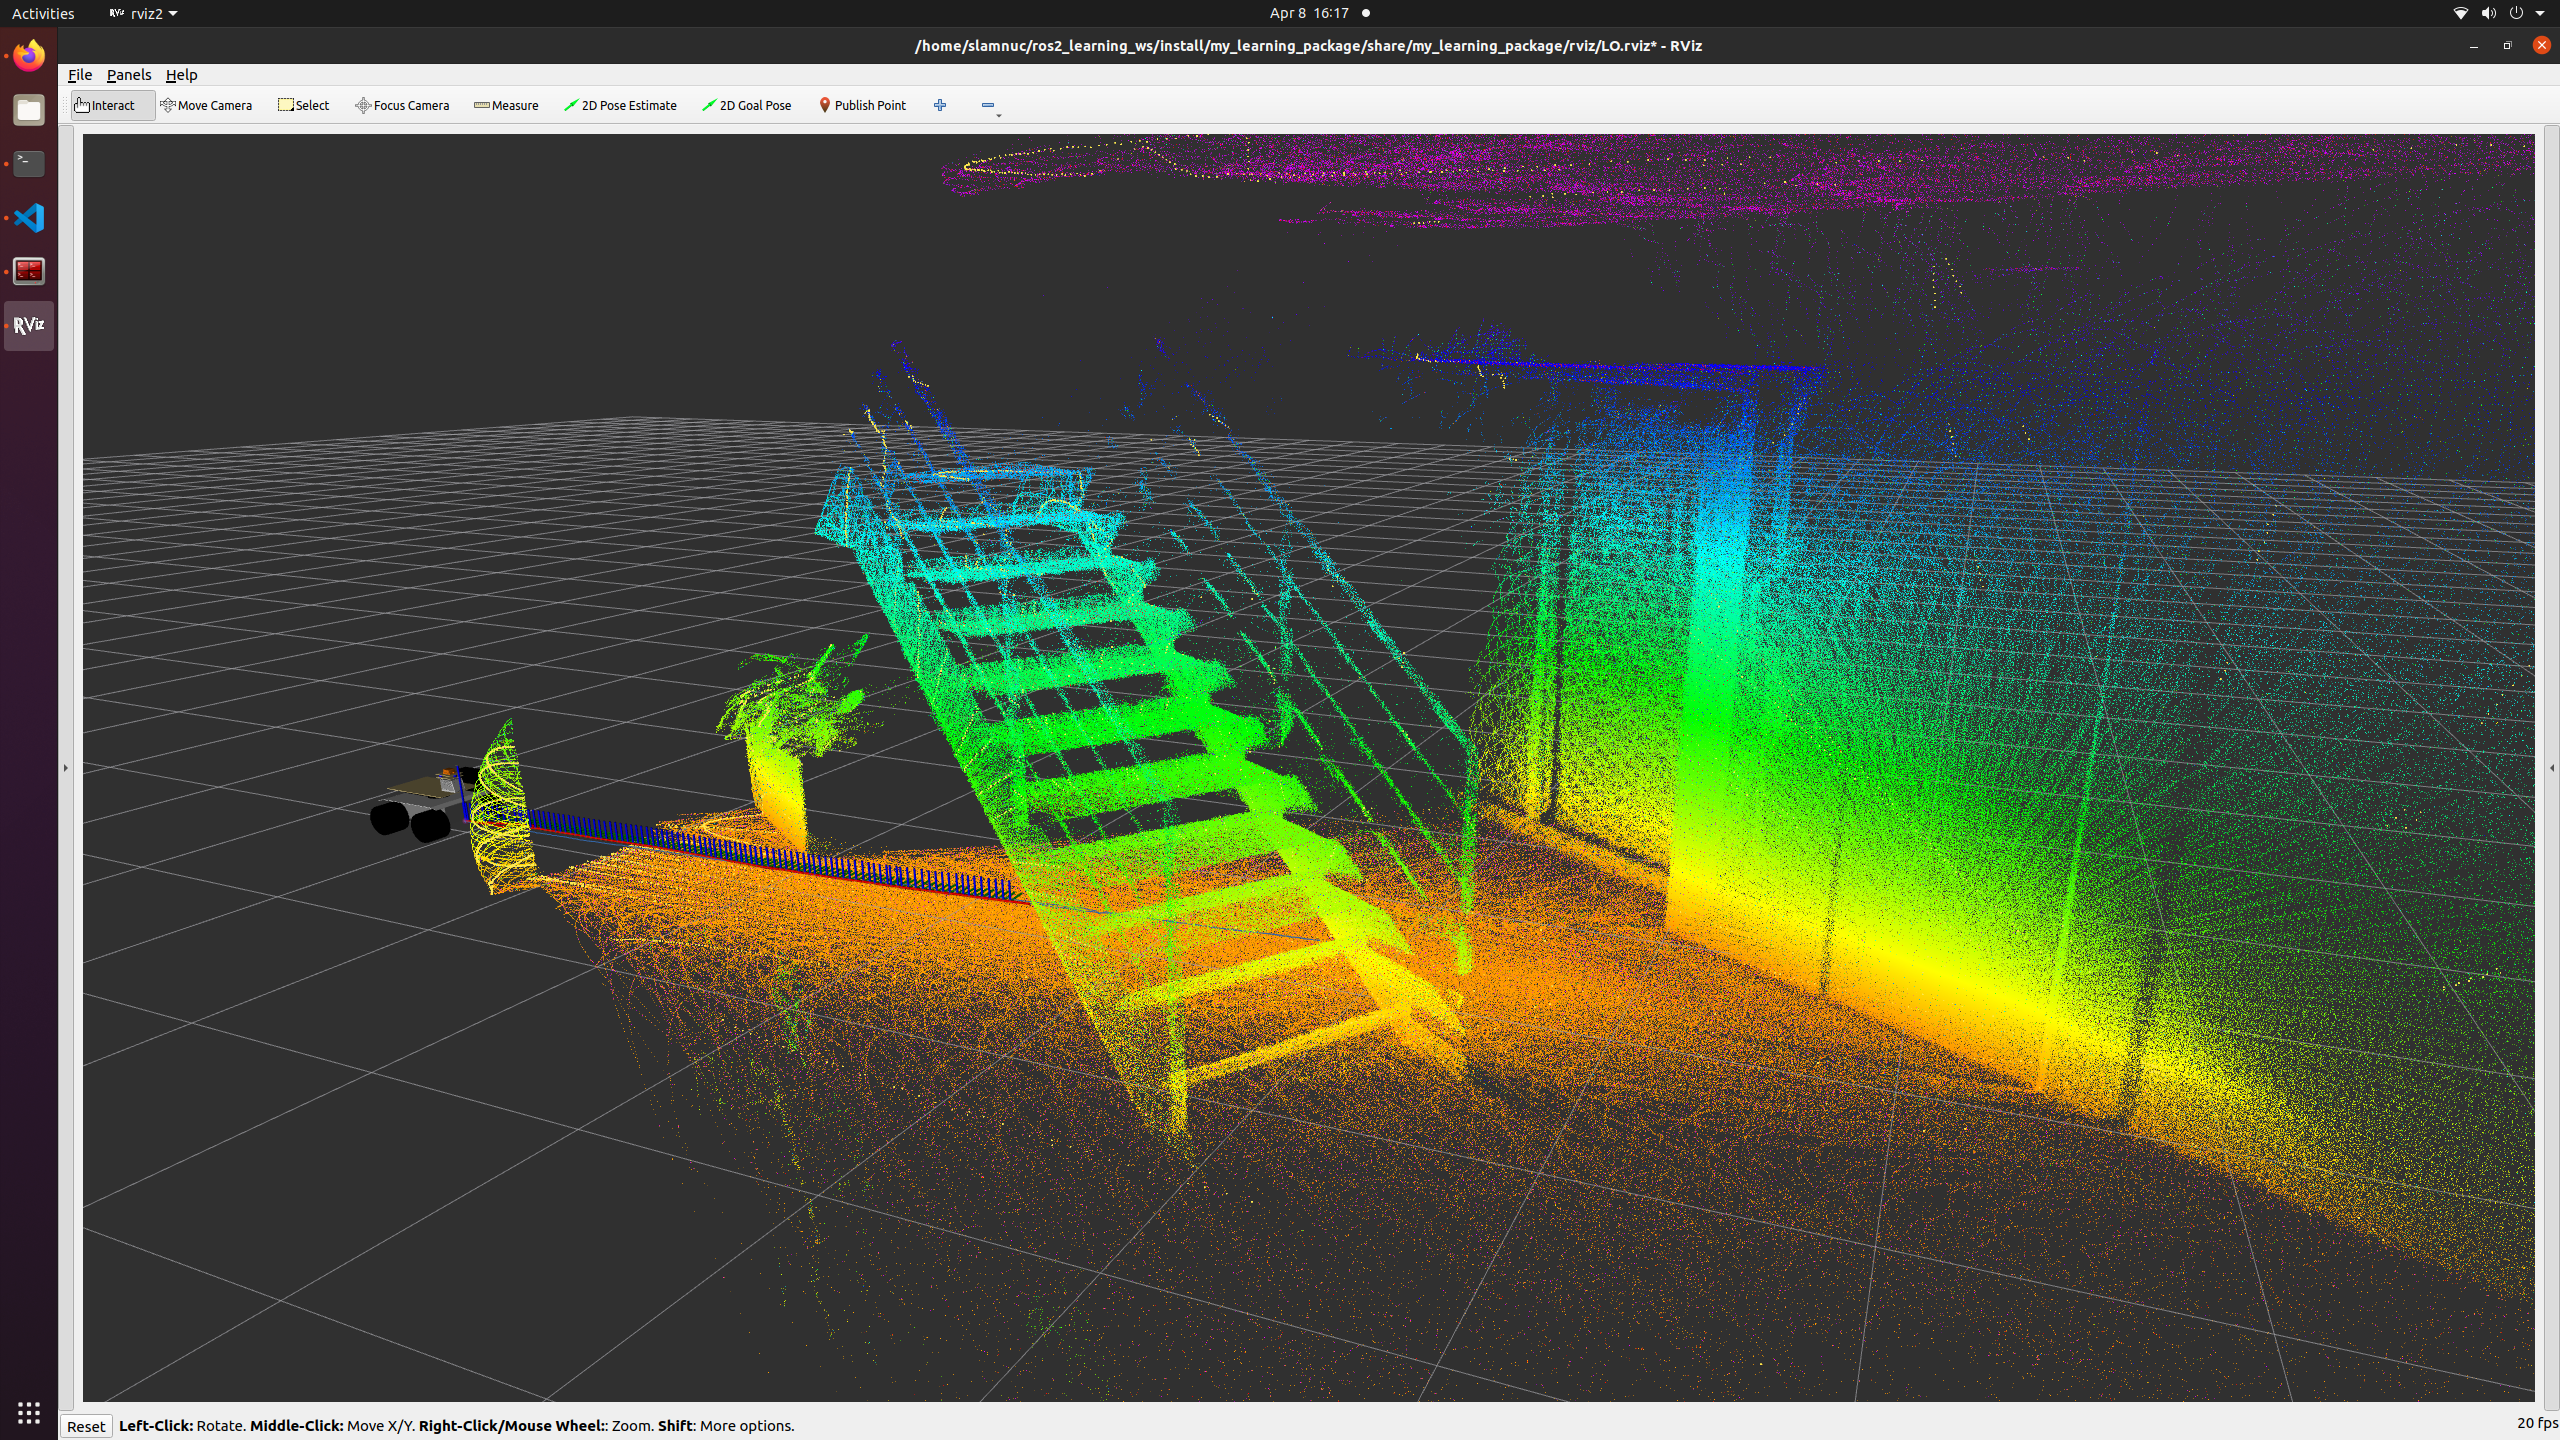 Activities
RViz rviz2
Apr 8 16:17
/home/slamnuc/ros2_learning_ws/install/my_learning_package/share/my_learning_package/rviz/LO.rviz* - RViz
File Panels Help
Interact Move Camera Select Focus Camera Measure 2D Pose Estimate 2D Goal Pose Publish Point
RViz
Reset Left-Click: Rotate. Middle-Click: Move X/Y. Right-Click/Mouse Wheel:: Zoom. Shift: More options.
20 fps